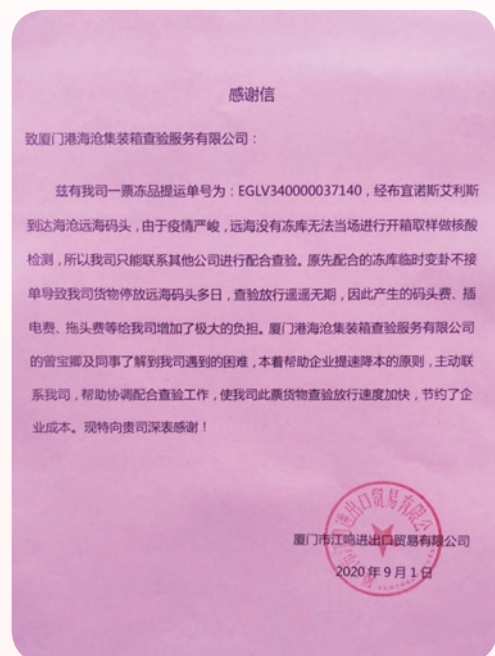 感谢信
致厦门港海沧集装箱查验服务有限公司：
兹有我司一票冻品提运单号为：EGLV340000037140，经布宜诺斯艾利斯
到达海沧远海码头，由于疫情严峻，远海没有冻库无法当场进行开箱取样做核酸
检测，所以我司只能联系其他公司进行配合查验。原先配合的冻库临时变卦不接
单导致我司货物停放远海码头多日，查验放行遥遥无期，因此产生的码头费、插
电费、拖头费等给我司增加了极大的负担。厦门港海沧集装箱查验服务有限公司
的曾宝卿及同事了解到我司遇到的困难，本着帮助企业提速降本的原则，主动联
系我司，帮助协调配合查验工作，使我司此票货物查验放行速度加快，节约了企
业成本。现特向贵司深表感谢！
厦门市江鸣进出口贸易有限公司
2020年9月1日